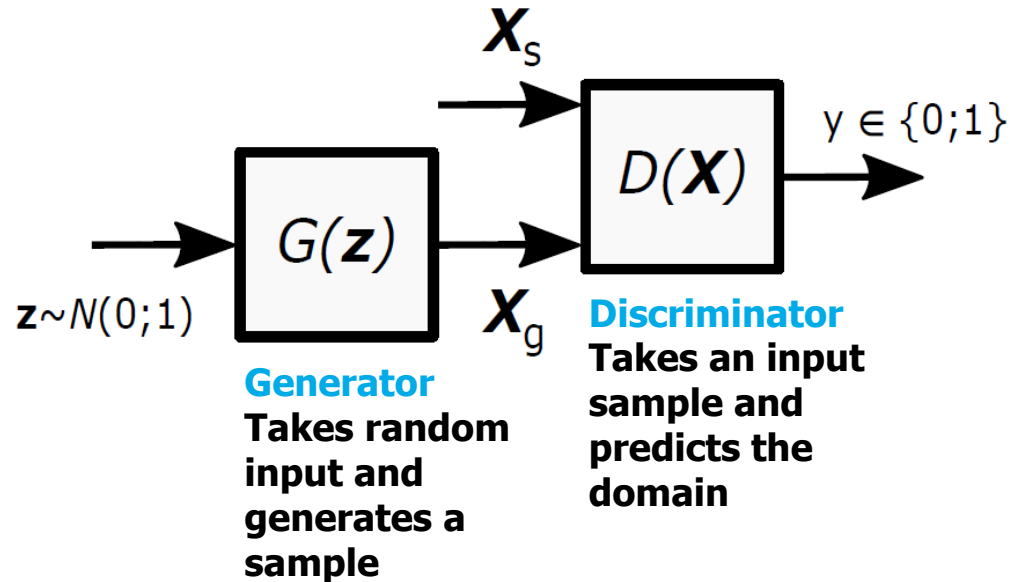 X_s
y ∈ {0;1}
D(X)
G(z)
z~N(0;1)
X_g
Discriminator
Takes an input
sample and
predicts the
domain
Generator
Takes random
input and
generates a
sample